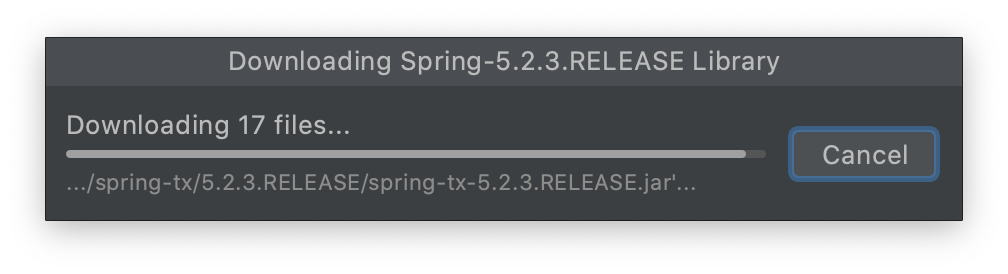 Downloading Spring-5.2.3.RELEASE Library
Downloading 17 files...
Cancel
.../spring-tx/5.2.3.RELEASE/spring-tx-5.2.3.RELEASE.jar'...